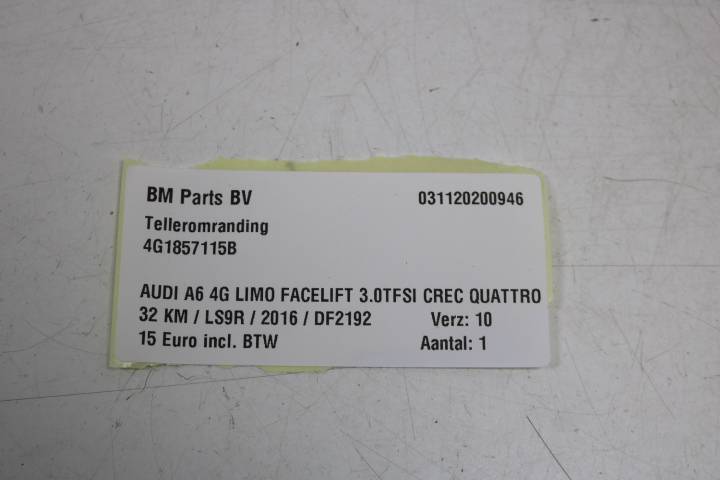 BM Parts BV 031120200946
Telleromranding
4G1857115B
AUDI A6 4G LIMO FACELIFT 3.0TFSI CREC QUATTRO
32 KM / LS9R / 2016 / DF2192 Verz: 10
15 Euro incl. BTW Aantal: 1